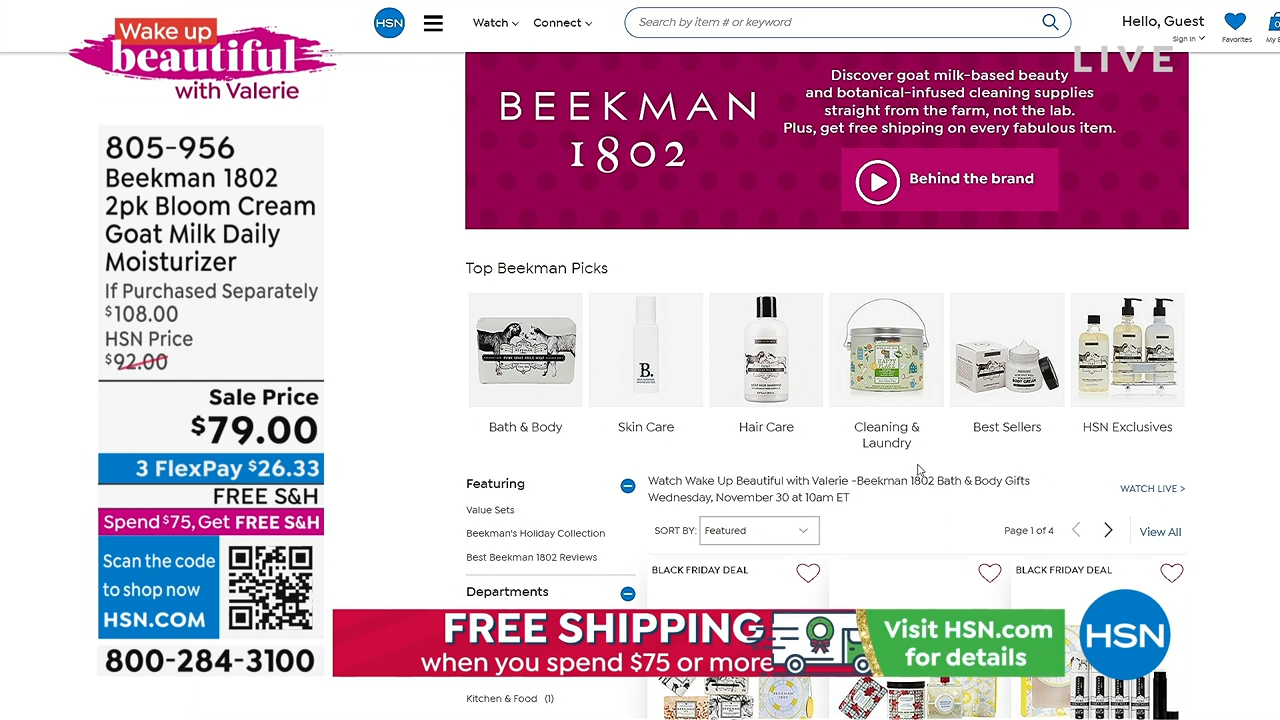 Wake up
beautiful
with Valerie
805-956
Beekman 1802
2pk Bloom Cream
Goat Milk Daily
Moisturizer
If Purchased Separately
$108.00
HSN Price
$92.00
Sale Price
$79.00
3 FlexPay $26.33
FREE S&H
Spend $75, Get FREE S&H
Scan the code
to shop now
HSN.COM
800-284-3100
HSN
Watch
Connect
Search by item # or keyword
Hello, Guest
Sign In
Favorites
My B
0
LIVE
BEEKMAN
1802
Discover goat milk-based beauty
and botanical-infused cleaning supplies
straight from the farm, not the lab.
Plus, get free shipping on every fabulous item.
Behind the brand
Top Beekman Picks
B.
Bath & Body
Skin Care
Hair Care
Cleaning &
Laundry
Best Sellers
HSN Exclusives
Featuring
Value Sets
Beekman's Holiday Collection
Best Beekman 1802 Reviews
Departments
Kitchen & Food (1)
Watch Wake Up Beautiful with Valerie -Beekman 1802 Bath & Body Gifts
Wednesday, November 30 at 10am ET
WATCH LIVE >
SORT BY: Featured
Page 1 of 4
View All
BLACK FRIDAY DEAL
BLACK FRIDAY DEAL
FREE SHIPPING
when you spend $75 or more
Visit HSN.com
for details
HSN
BEEKMAN
1802